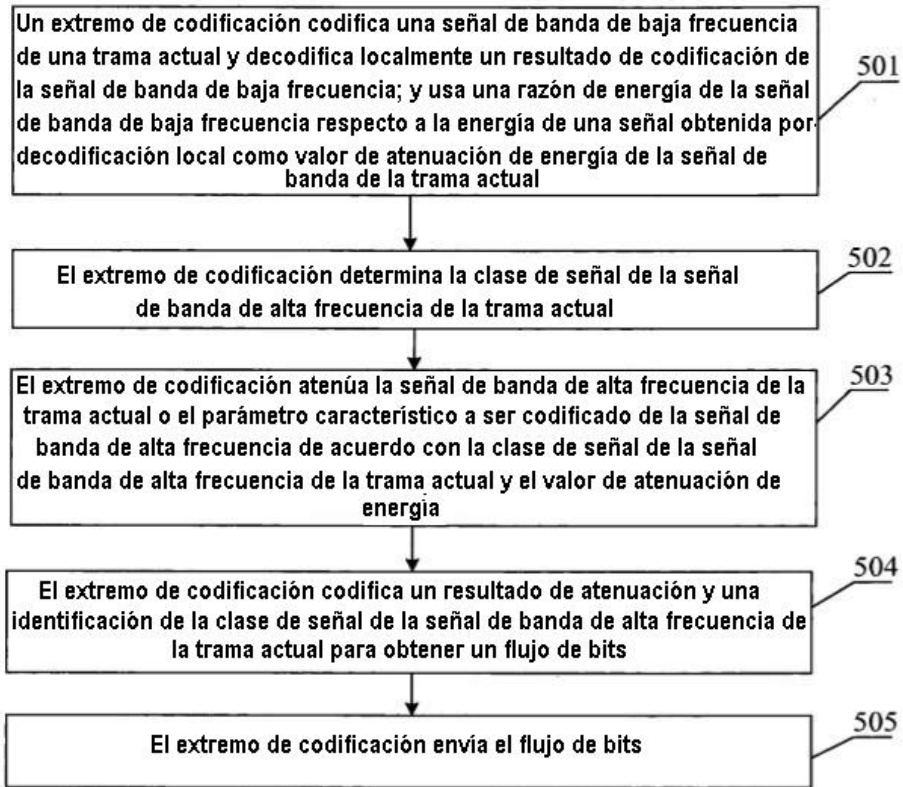 Un extremo de codificación codifica una señal de banda de baja frecuencia
de una trama actual y decodifica localmente un resultado de codificación de
la señal de banda de baja frecuencia; y usa una razón de energía de la señal
de banda de baja frecuencia respecto a la energía de una señal obtenida por
decodificación local como valor de atenuación de energía de la señal de
banda de la trama actual
501
El extremo de codificación determina la clase de señal de la señal
de banda de alta frecuencia de la trama actual
502
El extremo de codificación atenúa la señal de banda de alta frecuencia de la
trama actual o el parámetro característico a ser codificado de la señal de
banda de alta frecuencia de acuerdo con la clase de señal de la señal
de banda de alta frecuencia de la trama actual y el valor de atenuación de
energía
503
El extremo de codificación codifica un resultado de atenuación y una
identificación de la clase de señal de la señal de banda de alta frecuencia de
la trama actual para obtener un flujo de bits
504
El extremo de codificación envía el flujo de bits
505